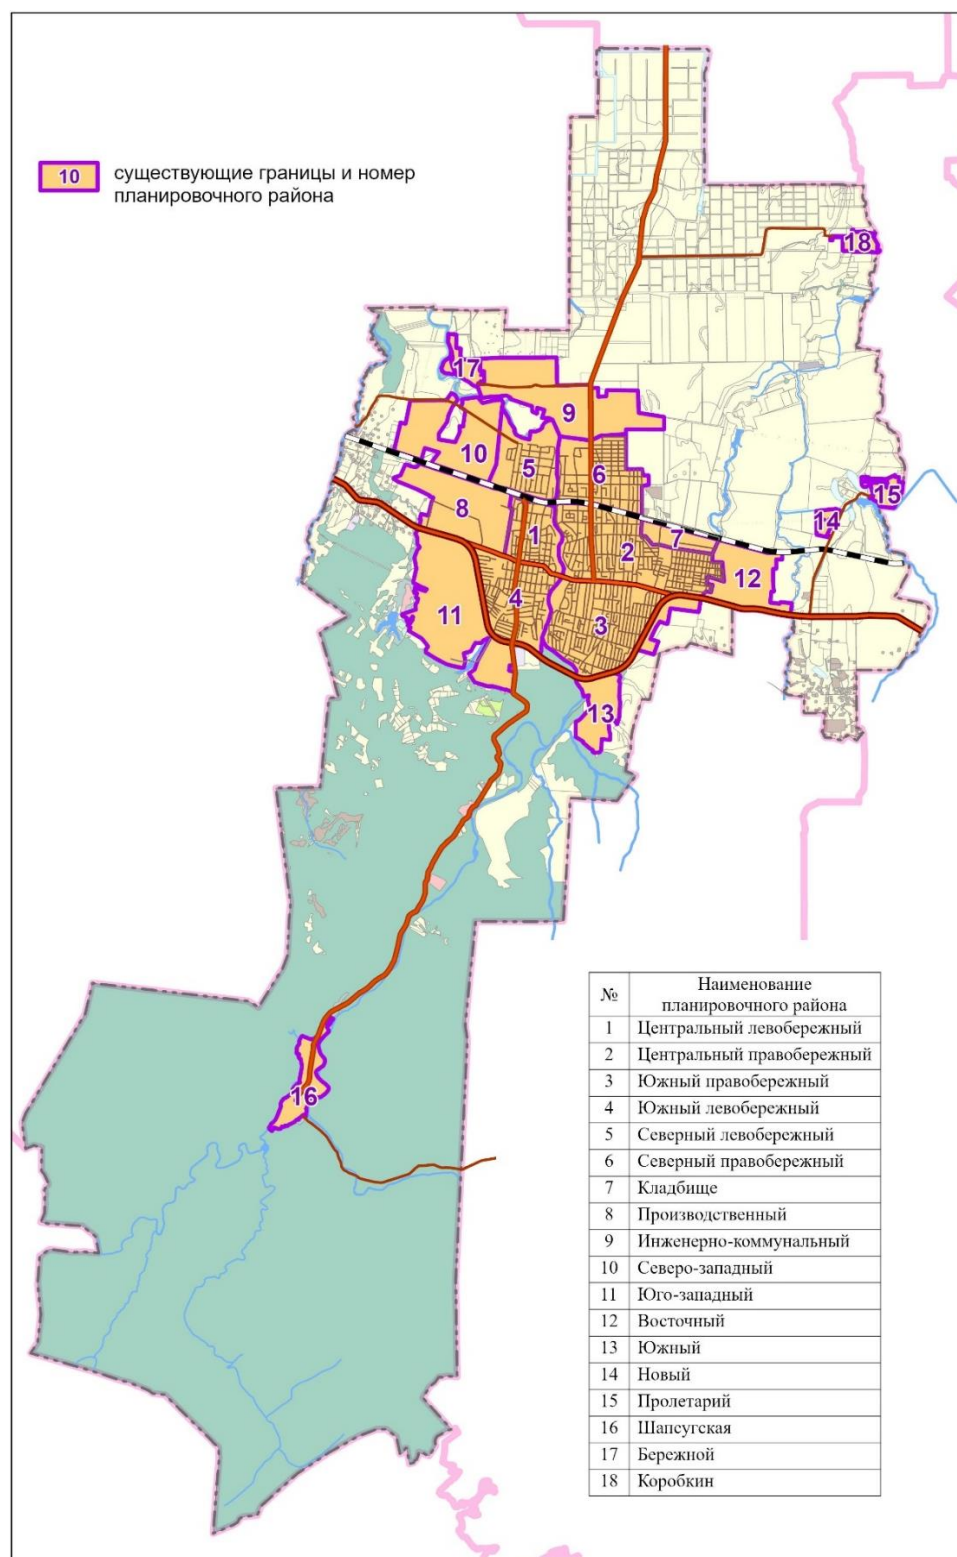 10
существующие границы и номер
планировочного района
18
17
9
10
5
6
15
8
14
1
7
2
12
4
11
3
13
16
№ Наименование
планировочного района
1 Центральный левобережный
2 Центральный правобережный
3 Южный правобережный
4 Южный левобережный
5 Северный левобережный
6 Северный правобережный
7 Кладбище
8 Производственный
9 Инженерно-коммунальный
10 Северо-западный
11 Юго-западный
12 Восточный
13 Южный
14 Новый
15 Пролетарий
16 Шапсугская
17 Бережной
18 Коробкин